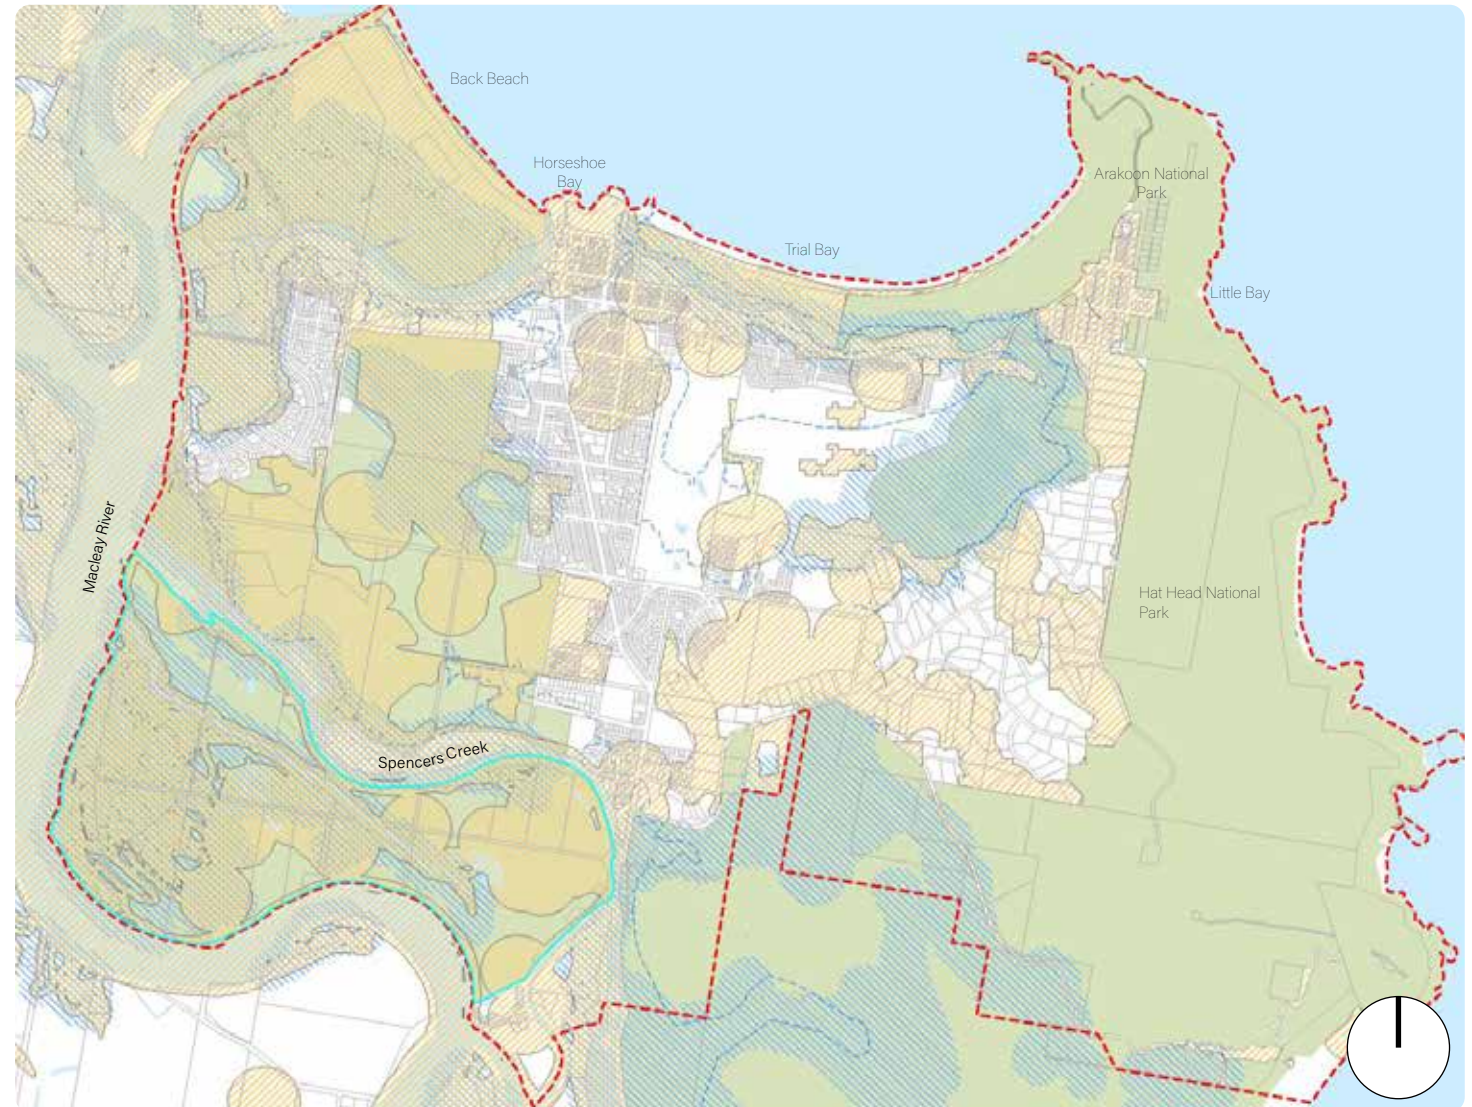 Back Beach
Horseshoe
Bay
Arakoon National
Park
Trial Bay
Little Bay
Macleay River
Hat Head National
Park
Spencers Creek